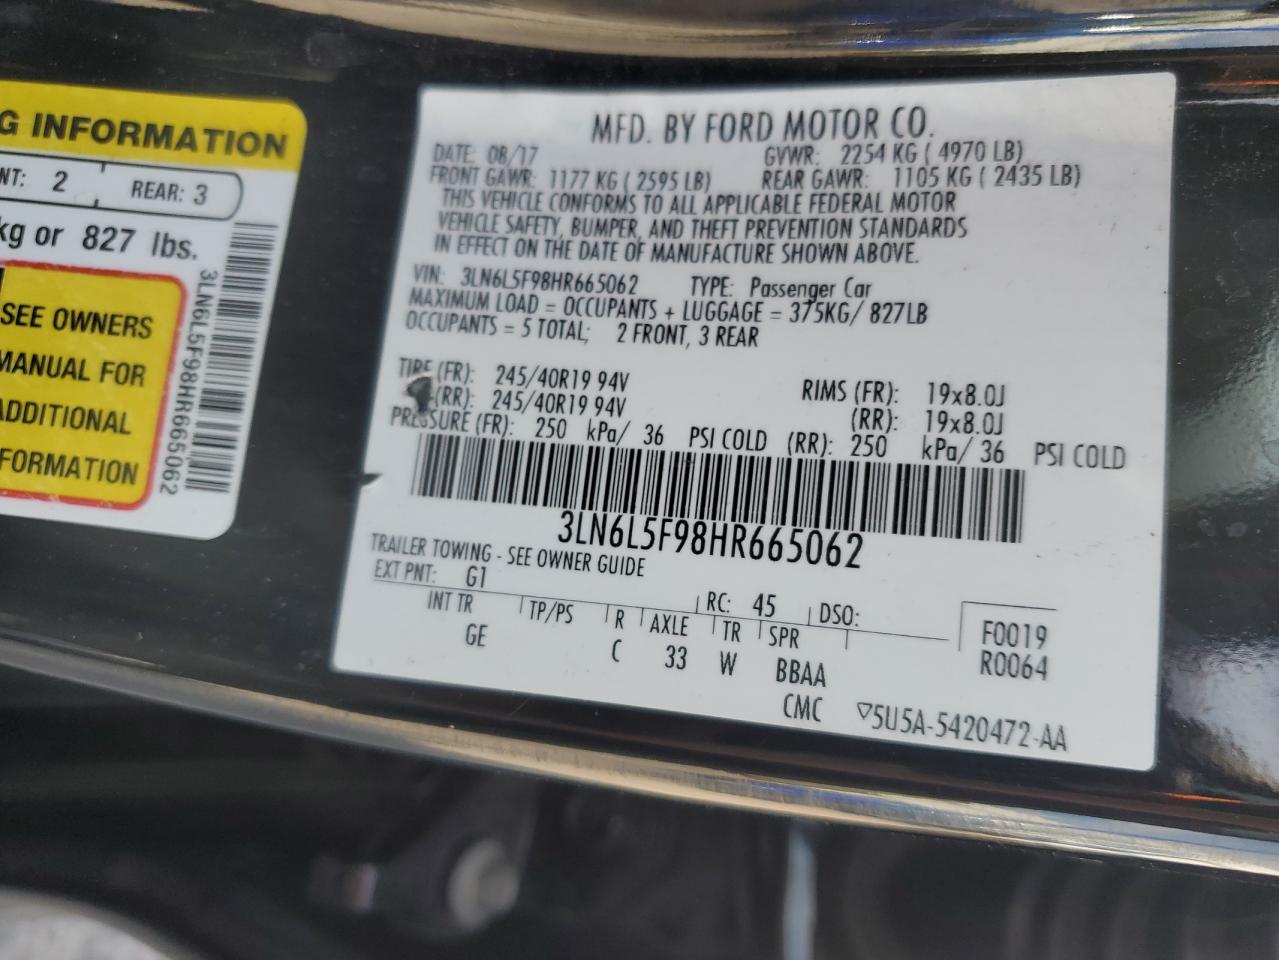 G INFORMATION
NT: 2 REAR: 3
kg or 827 lbs.
SEE OWNERS
MANUAL FOR
ADDITIONAL
FORMATION
3LN6L5F98HR665062
MFD. BY FORD MOTOR CO.
DATE: 08/17 GVWR: 2254 KG ( 4970 LB)
FRONT GAWR: 1177 KG ( 2595 LB) REAR GAWR: 1105 KG ( 2435 LB)
THIS VEHICLE CONFORMS TO ALL APPLICABLE FEDERAL MOTOR
VEHICLE SAFETY, BUMPER, AND THEFT PREVENTION STANDARDS
IN EFFECT ON THE DATE OF MANUFACTURE SHOWN ABOVE.
VIN: 3LN6L5F98HR665062 TYPE: Passenger Car
MAXIMUM LOAD = OCCUPANTS + LUGGAGE = 375KG/ 827LB
OCCUPANTS = 5 TOTAL; 2 FRONT, 3 REAR
TIRE (FR): 245/40R19 94V RIMS (FR): 19x8.0J
(RR): 245/40R19 94V (RR): 19x8.0J
PRESSURE (FR): 250 kPa/ 36 PSI COLD (RR): 250 kPa/ 36 PSI COLD
3LN6L5F98HR665062
TRAILER TOWING - SEE OWNER GUIDE
EXT PNT: G1 RC: 45 DSO: F0019
INT TR TP/PS R AXLE TR SPR R0064
GE C 33 W BBAA
CMC ▽5U5A-5420472-AA